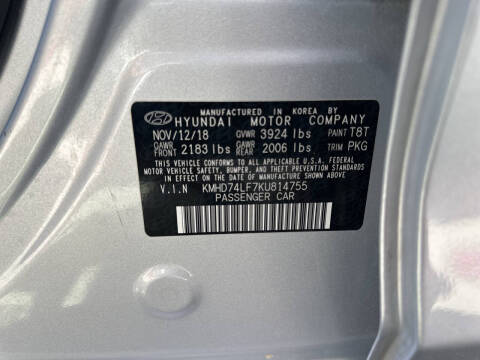 MANUFACTURED IN KOREA BY
HYUNDAI MOTOR COMPANY
NOV/12/18 GVWR 3924 lbs PAINT T8T
GAWR FRONT 2183 lbs GAWR REAR 2006 lbs TRIM PKG
THIS VEHICLE CONFORMS TO ALL APPLICABLE U.S.A. FEDERAL
MOTOR VEHICLE SAFETY, BUMPER, AND THEFT PREVENTION
STANDARDS IN EFFECT ON THE DATE OF MANUFACTURE SHOWN ABOVE
V.I.N KMHD74LF7KU814755
PASSENGER CAR